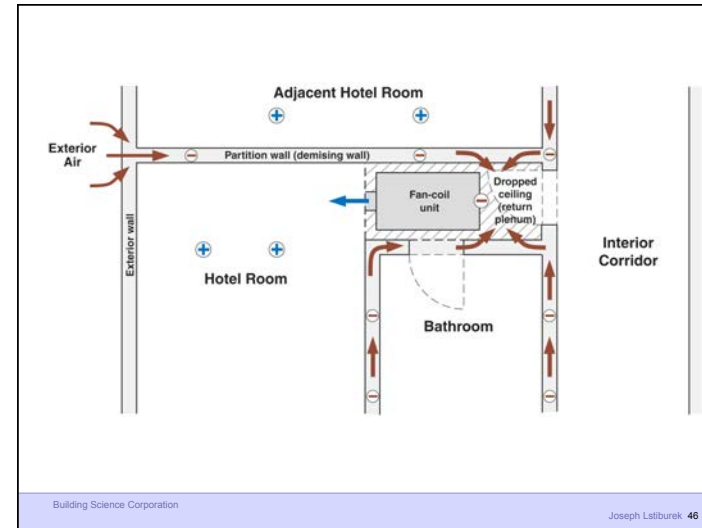 Adjacent Hotel Room
+ +
Exterior
Air
− Partition wall (demising wall) − −
Exterior wall
Fan-coil
unit
−
Dropped
ceiling
(return
plenum)
+ +
Hotel Room
Interior
Corridor
Bathroom
− −
− −
Building Science Corporation
Joseph Lstiburek 46